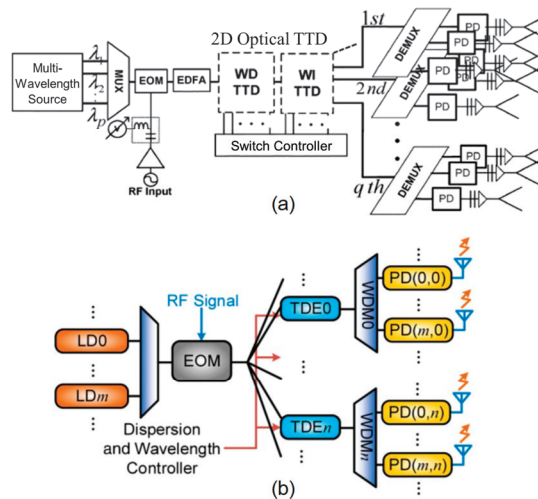 2D Optical TTD
Multi-
Wavelength
Source
λ1
λ2
λp
MUX
EOM
EDFA
WD
TTD
WI
TTD
Switch Controller
V
RF Input
1st
2nd
q th
DEMUX
DEMUX
DEMUX
PD
PD
PD
PD
PD
PD
PD
PD
(a)
RF Signal
LD0
LDm
EOM
Dispersion
and Wavelength
Controller
TDE0
TDEn
WDM0
WDMn
PD(0,0)
PD(m,0)
PD(0,n)
PD(m,n)
(b)